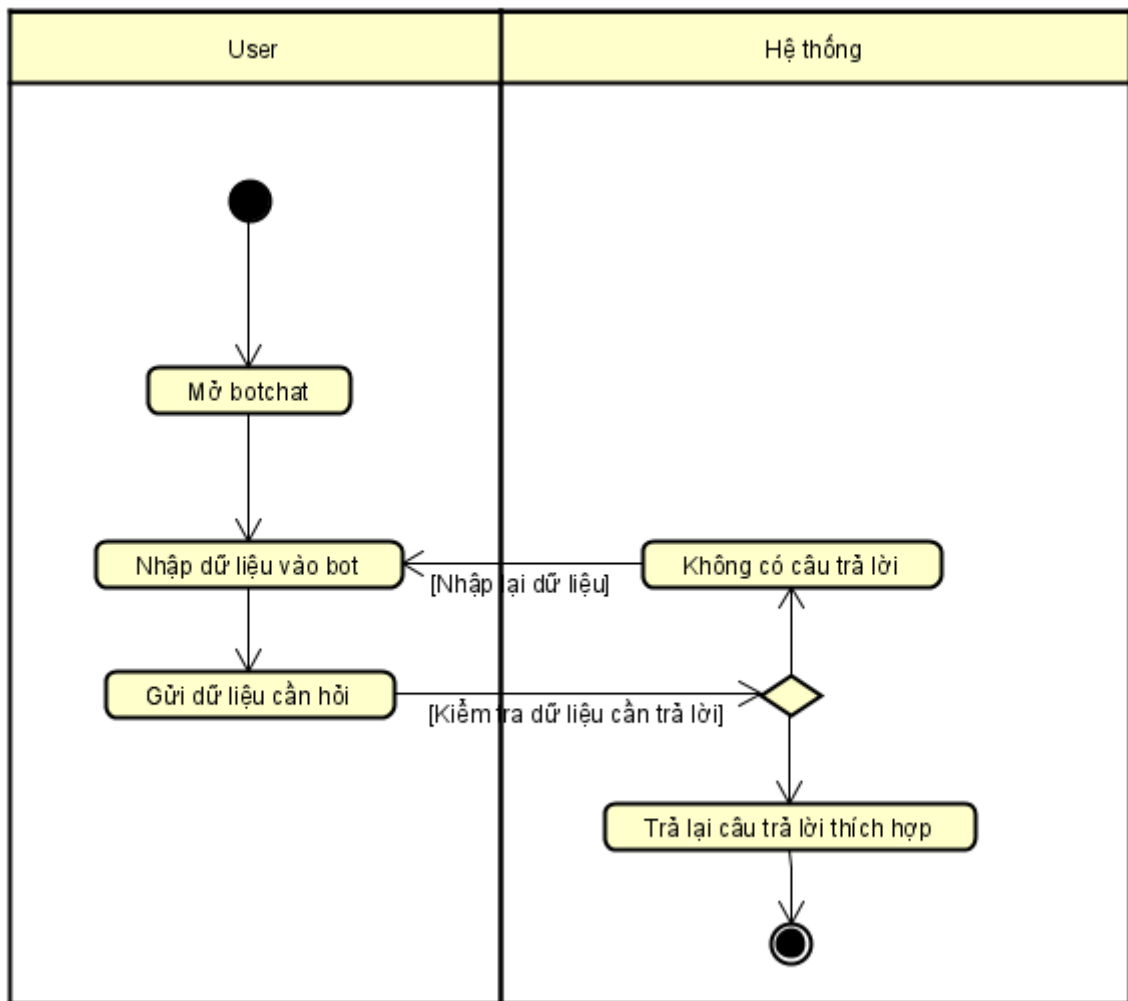 User
Hệ thống
Mở botchat
Nhập dữ liệu vào bot
Không có câu trả lời
[Nhập lại dữ liệu]
Gửi dữ liệu cần hỏi
[Kiểm tra dữ liệu cần trả lời]
Trả lại câu trả lời thích hợp